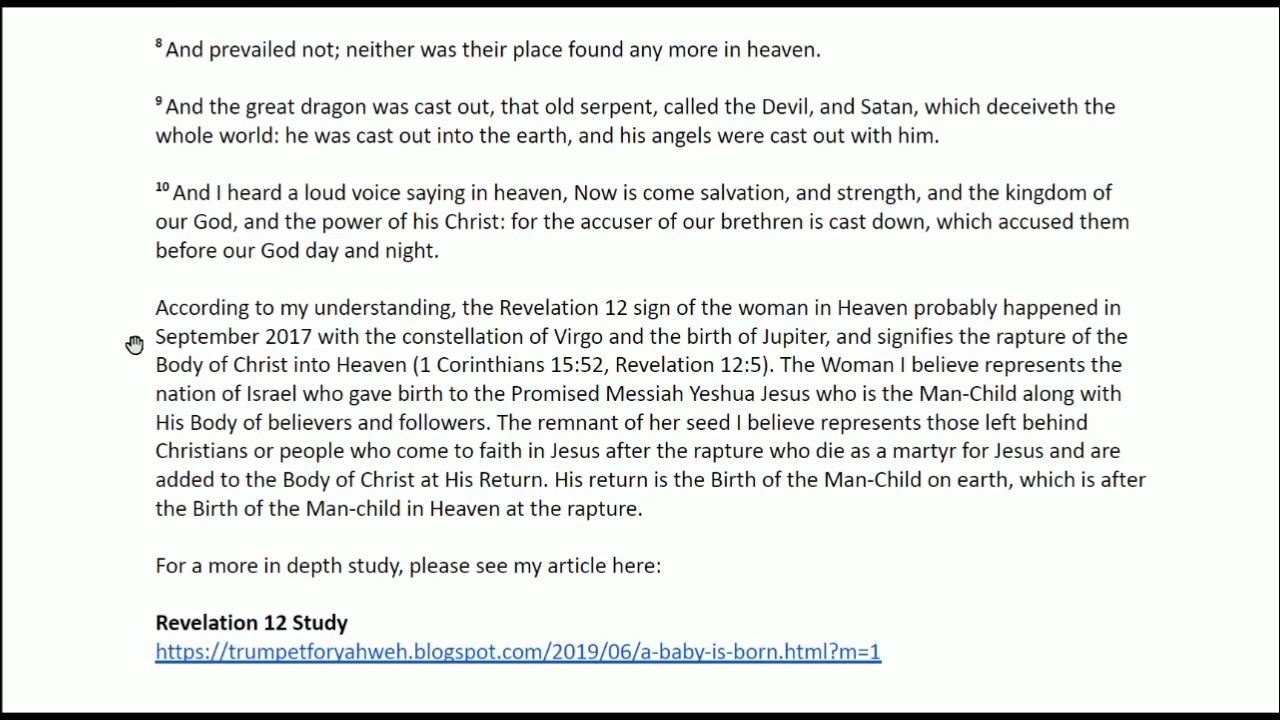 8 And prevailed not; neither was their place found any more in heaven.
9 And the great dragon was cast out, that old serpent, called the Devil, and Satan, which deceiveth the
whole world: he was cast out into the earth, and his angels were cast out with him.
10 And I heard a loud voice saying in heaven, Now is come salvation, and strength, and the kingdom of
our God, and the power of his Christ: for the accuser of our brethren is cast down, which accused them
before our God day and night.
According to my understanding, the Revelation 12 sign of the woman in Heaven probably happened in
September 2017 with the constellation of Virgo and the birth of Jupiter, and signifies the rapture of the
Body of Christ into Heaven (1 Corinthians 15:52, Revelation 12:5). The Woman I believe represents the
nation of Israel who gave birth to the Promised Messiah Yeshua Jesus who is the Man-Child along with
His Body of believers and followers. The remnant of her seed I believe represents those left behind
Christians or people who come to faith in Jesus after the rapture who die as a martyr for Jesus and are
added to the Body of Christ at His Return. His return is the Birth of the Man-Child on earth, which is after
the Birth of the Man-child in Heaven at the rapture.
For a more in depth study, please see my article here:
Revelation 12 Study
https://trumpetforyahweh.blogspot.com/2019/06/a-baby-is-born.html?m=1